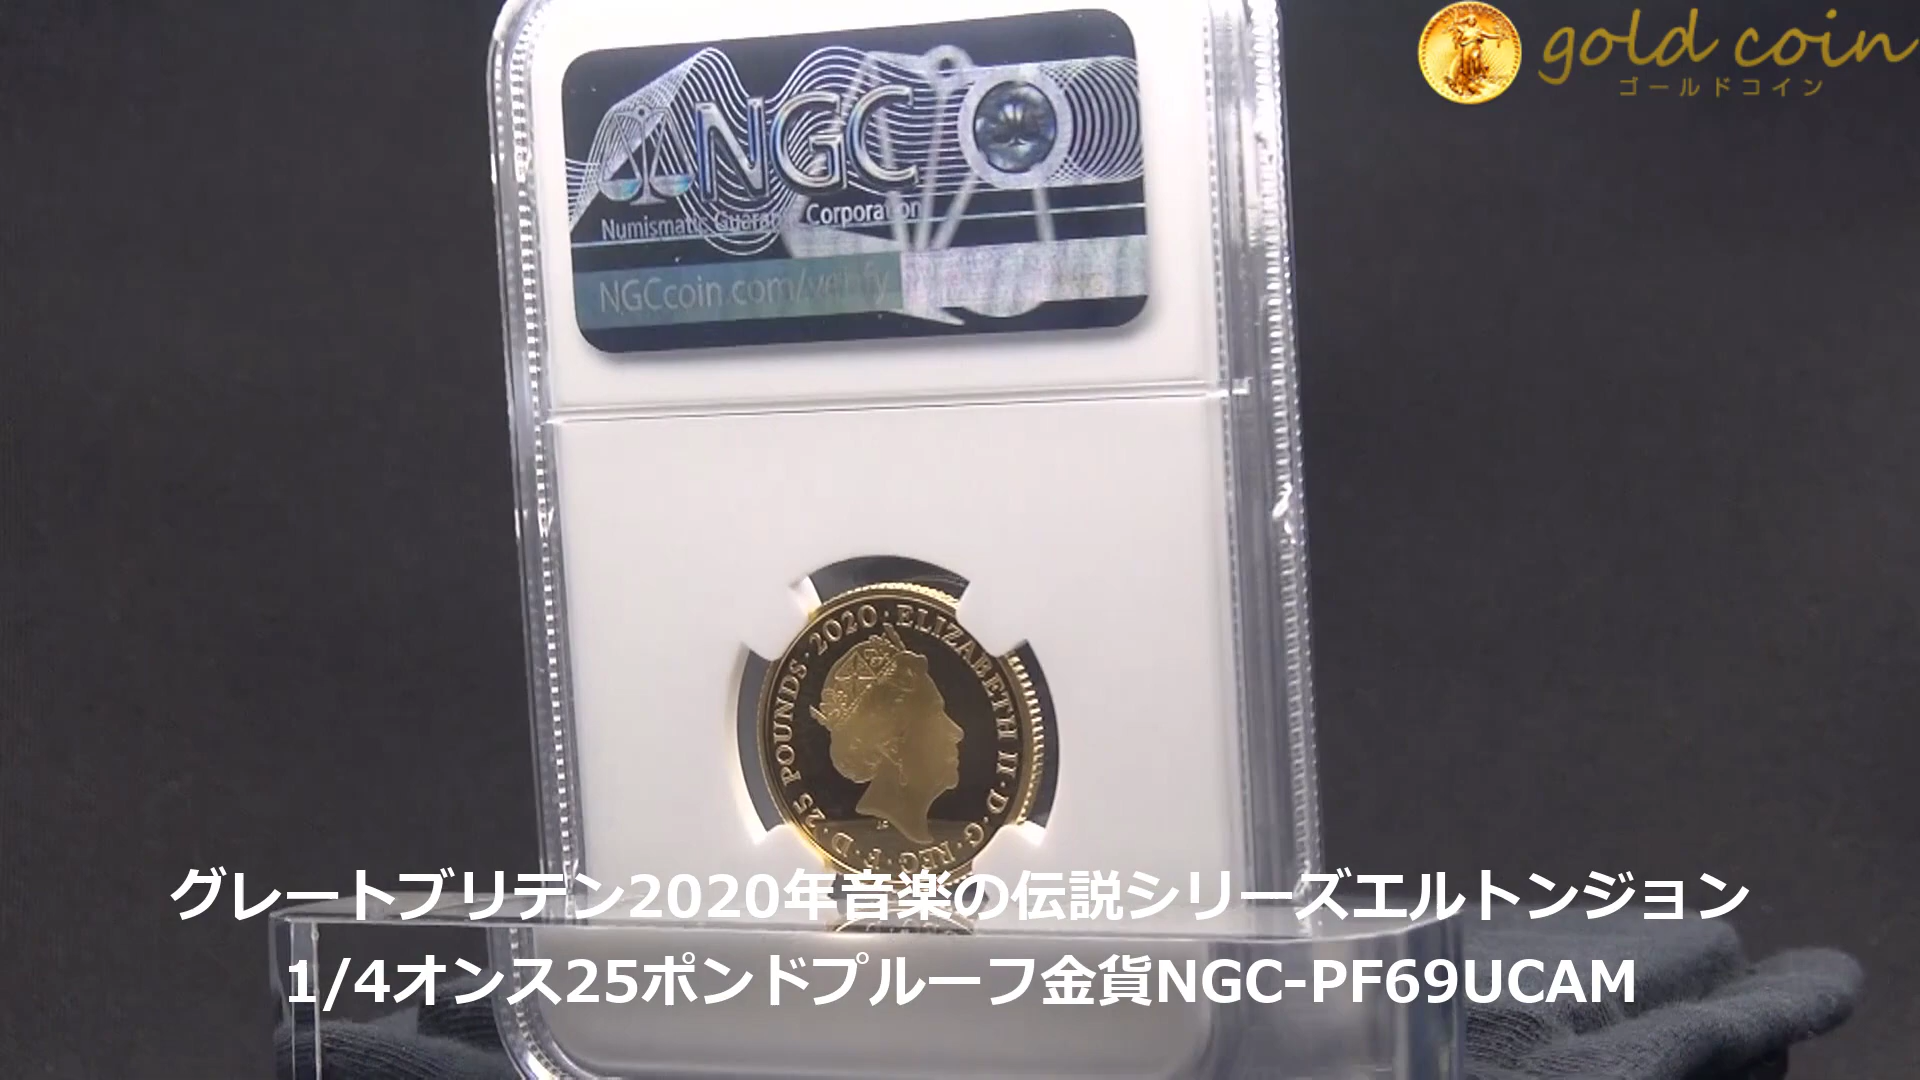 gold coin
ゴールドコイン
NGC
Numismatic Guaranty Corporation
NGCcoin.com/verify
25 POUNDS · 2020 · ELIZABETH II · D · G · REG · F · D ·
グレートブリテン2020年音楽の伝説シリーズエルトンジョン
1/4オンス25ポンドプルーフ金貨NGC-PF69UCAM